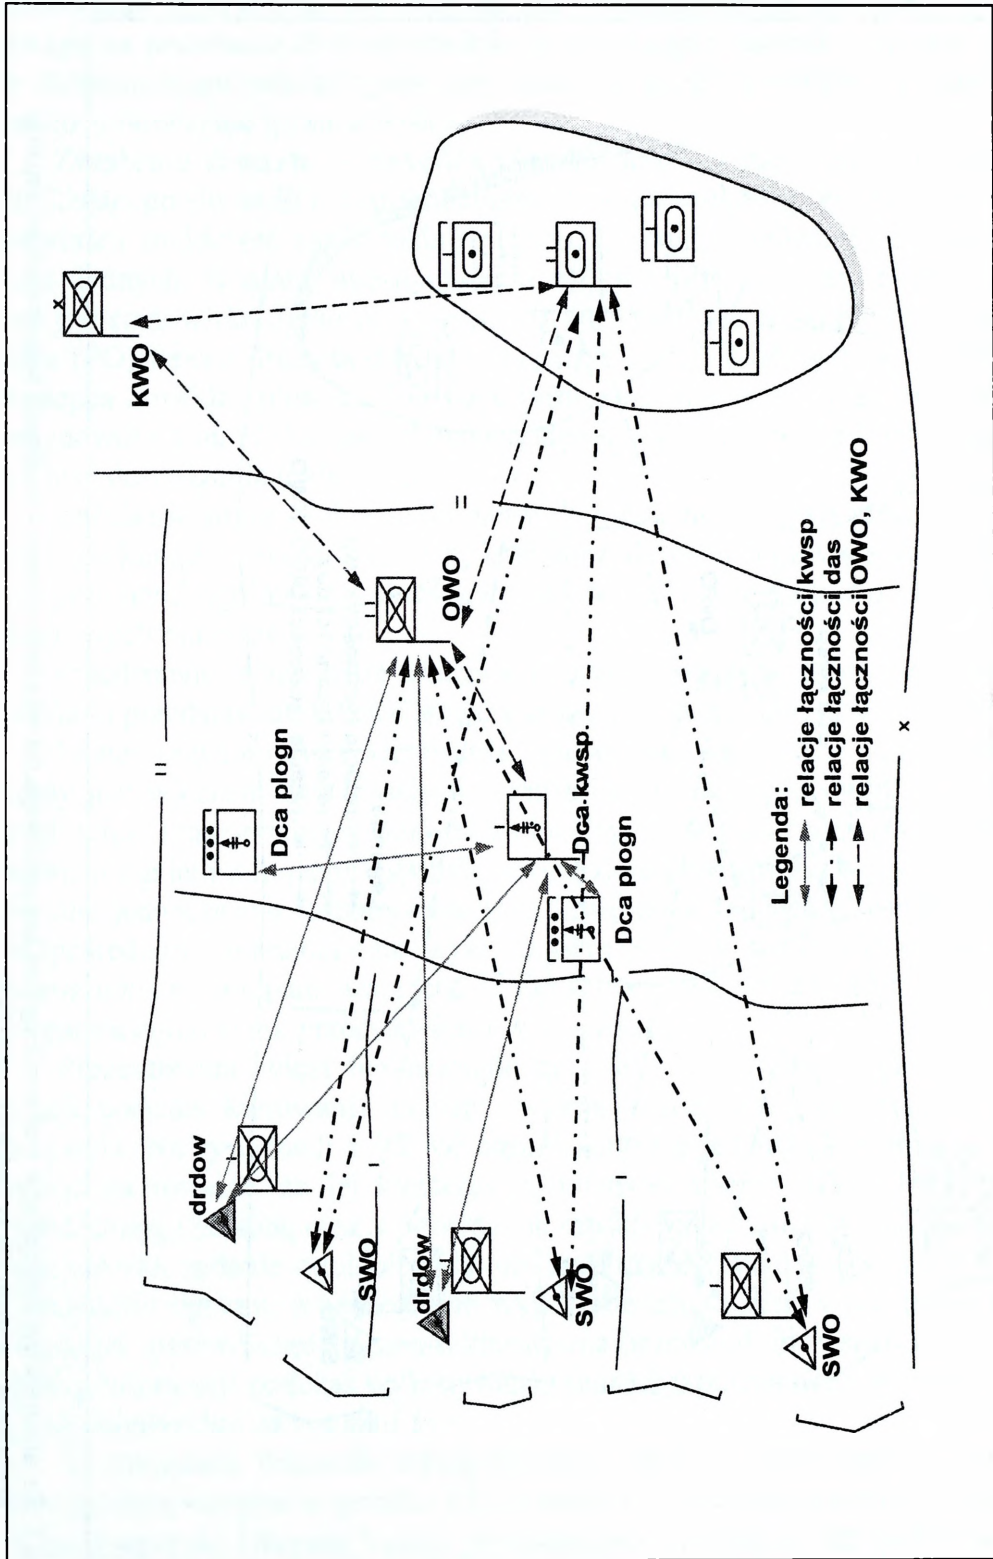 drdow
SWO
drdow
SWO
SWO
Dca plogn
Dca kwsp
Dca plogn
OWO
KWO
Legenda:
relacje łączności kwsp
relacje łączności das
relacje łączności OWO, KWO